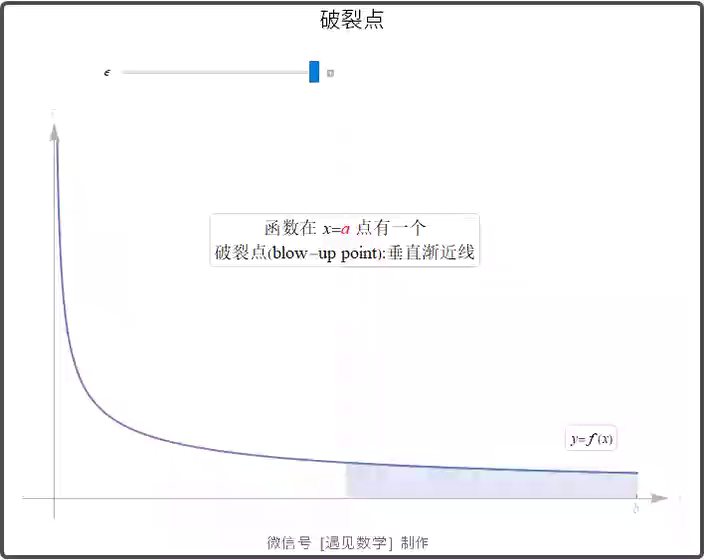 破裂点
ϵ
函数在 x=a 点有一个
破裂点(blow-up point):垂直渐近线
y=f(x)
b
微信号 [遇见数学] 制作